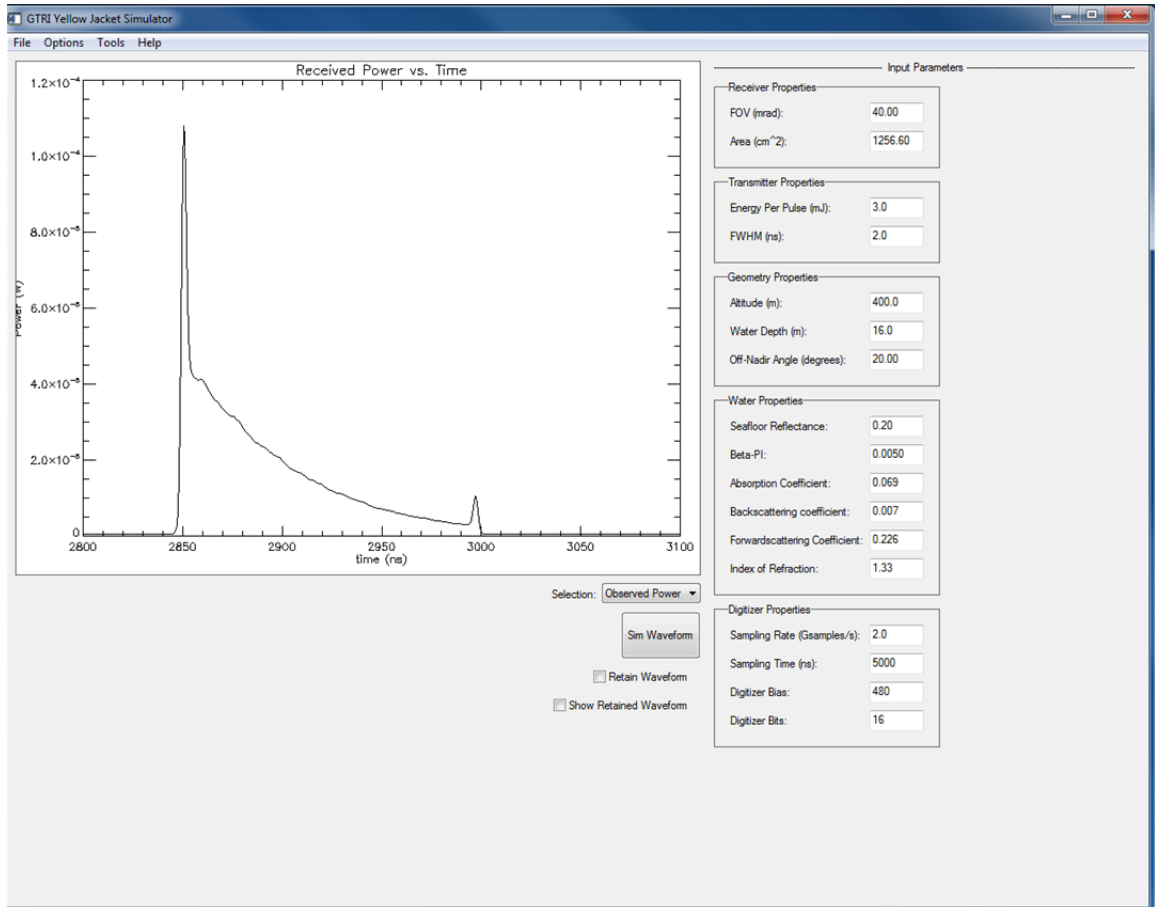 GTRI Yellow Jacket Simulator
File Options Tools Help
Received Power vs. Time
1.2×10⁻⁴
1.0×10⁻⁴
8.0×10⁻⁵
6.0×10⁻⁵
4.0×10⁻⁵
2.0×10⁻⁵
0
Power (W)
2800 2850 2900 2950 3000 3050 3100
time (ns)
Selection: Observed Power
Sim Waveform
Retain Waveform
Show Retained Waveform
Input Parameters
Receiver Properties
FOV (mrad): 40.00
Area (cm^2): 1256.60
Transmitter Properties
Energy Per Pulse (mJ): 3.0
FWHM (ns): 2.0
Geometry Properties
Altitude (m): 400.0
Water Depth (m): 16.0
Off-Nadir Angle (degrees): 20.00
Water Properties
Seafloor Reflectance: 0.20
Beta-PI: 0.0050
Absorption Coefficient: 0.069
Backscattering coefficient: 0.007
Forwardscattering Coefficient: 0.226
Index of Refraction: 1.33
Digitizer Properties
Sampling Rate (Gsamples/s): 2.0
Sampling Time (ns): 5000
Digitizer Bias: 480
Digitizer Bits: 16